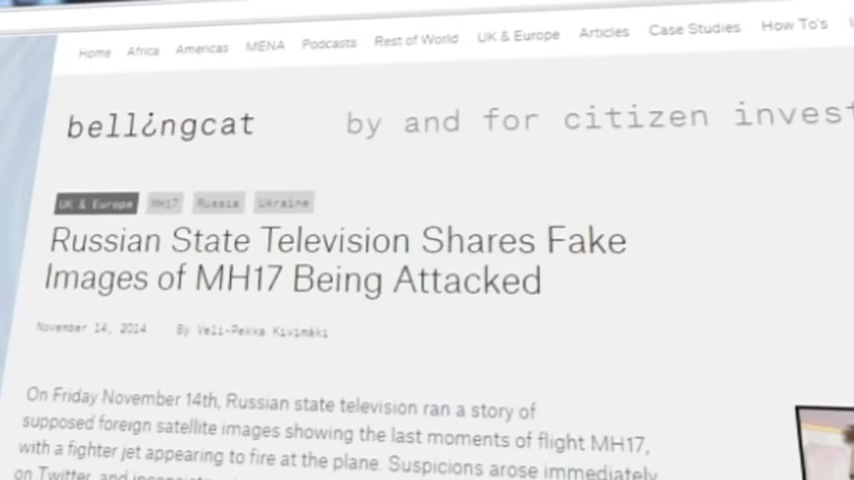 Home Africa Americas MENA Podcasts Rest of World UK & Europe Articles Case Studies How To's
bell¿ngcat by and for citizen invest
UK & Europe MH17 Russia Ukraine
Russian State Television Shares Fake
Images of MH17 Being Attacked
November 14, 2014 By Veli-Pekka Kivimäki
On Friday November 14th, Russian state television ran a story of
supposed foreign satellite images showing the last moments of flight MH17,
with a fighter jet appearing to fire at the plane. Suspicions arose immediately
on Twitter, and